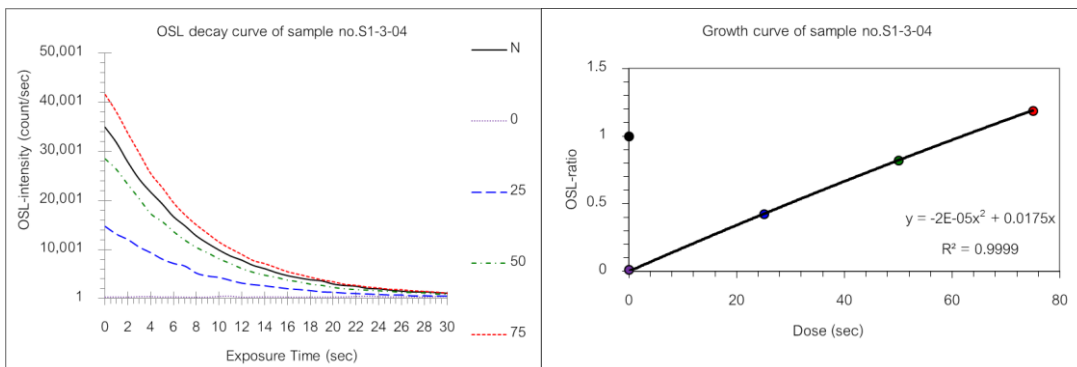 OSL decay curve of sample no.S1-3-04
OSL-intensity (count/sec)
50,001
40,001
30,001
20,001
10,001
1
0 2 4 6 8 10 12 14 16 18 20 22 24 26 28 30
Exposure Time (sec)
N
0
25
50
75
Growth curve of sample no.S1-3-04
OSL-ratio
1.5
1
0.5
0
0 20 40 60 80
Dose (sec)
y = -2E-05x² + 0.0175x
R² = 0.9999